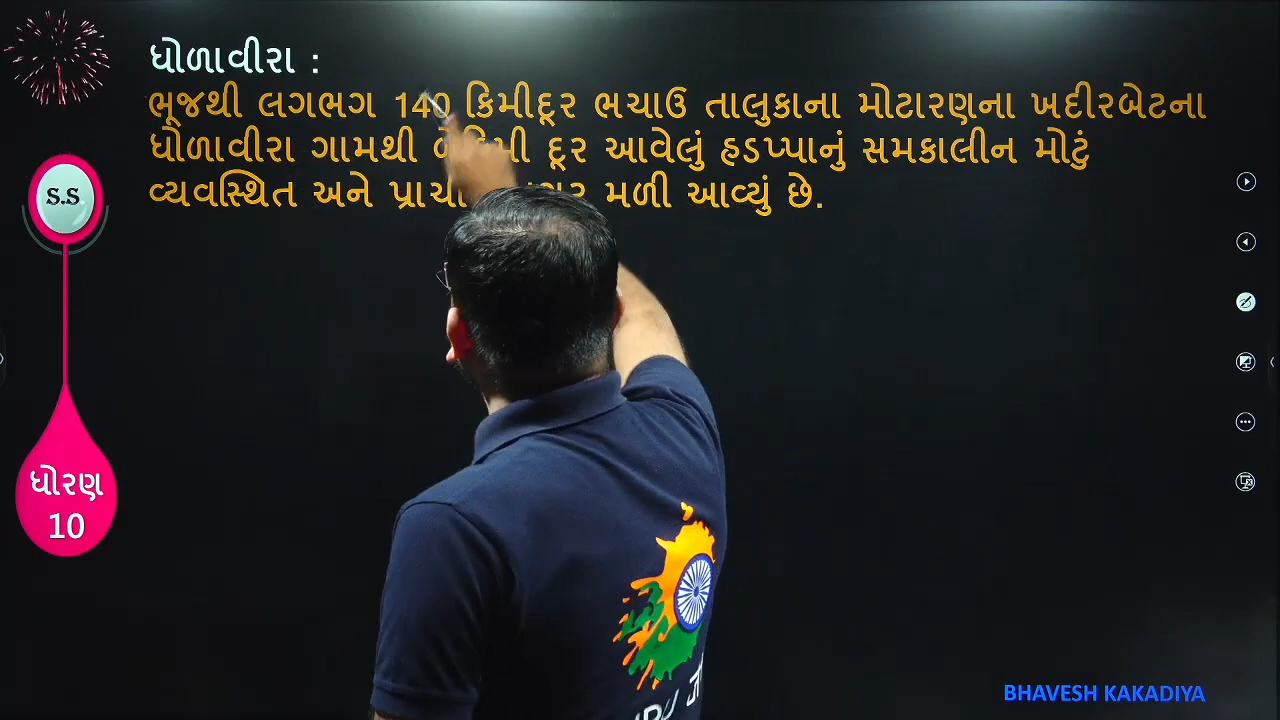 ધોળાવીરા :
ભૂજથી લગભગ 140 કિમીદૂર ભચાઉ તાલુકાના મોટારણના ખદીરબેટના
ધોળાવીરા ગામથી દૂર આવેલું હડપ્પાનું સમકાલીન મોટું
વ્યવસ્થિત અને મળી આવ્યું છે.
S.S.
ધોરણ
10
BHAVESH KAKADIYA